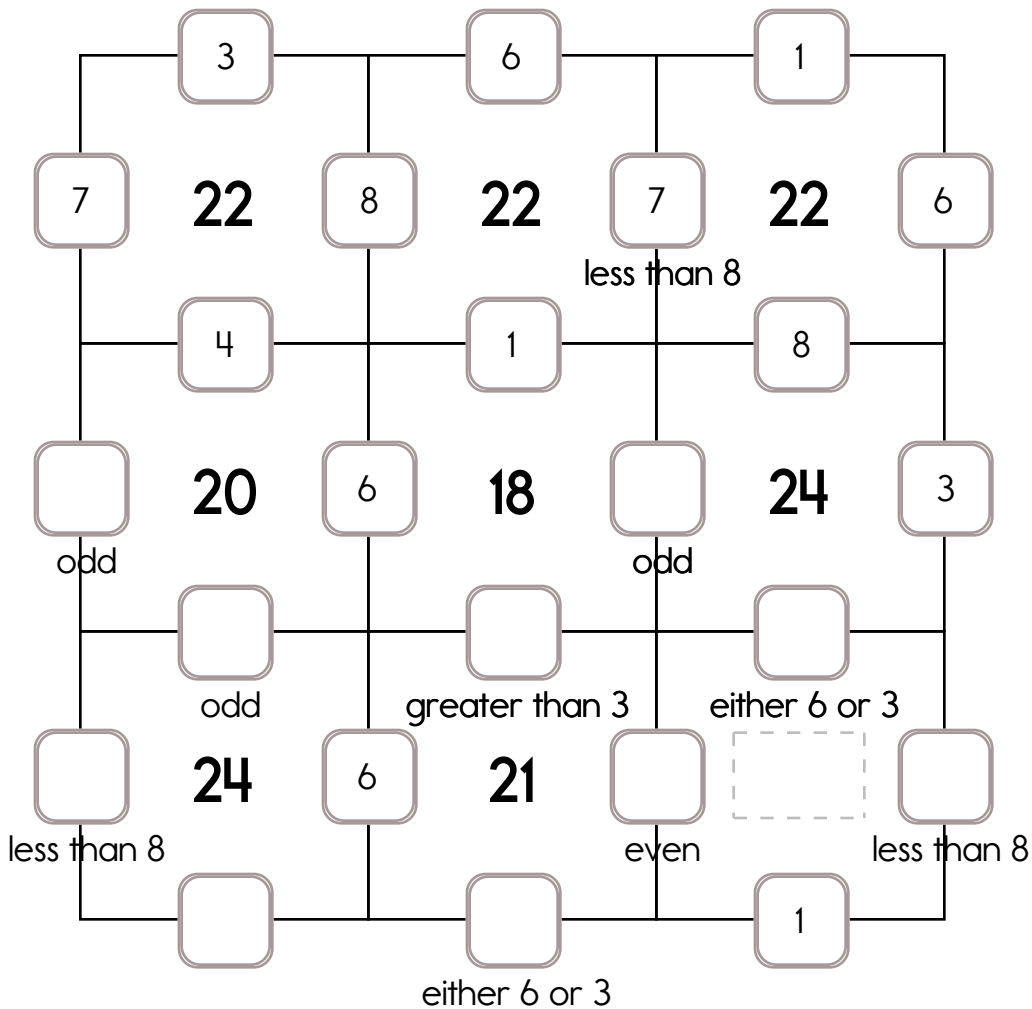 3 6 1
7 22 8 22 7 22 6
less than 8
4 1 8
20 6 18 24 3
odd odd
odd greater than 3 either 6 or 3
24 6 21
less than 8 even less than 8
1
either 6 or 3